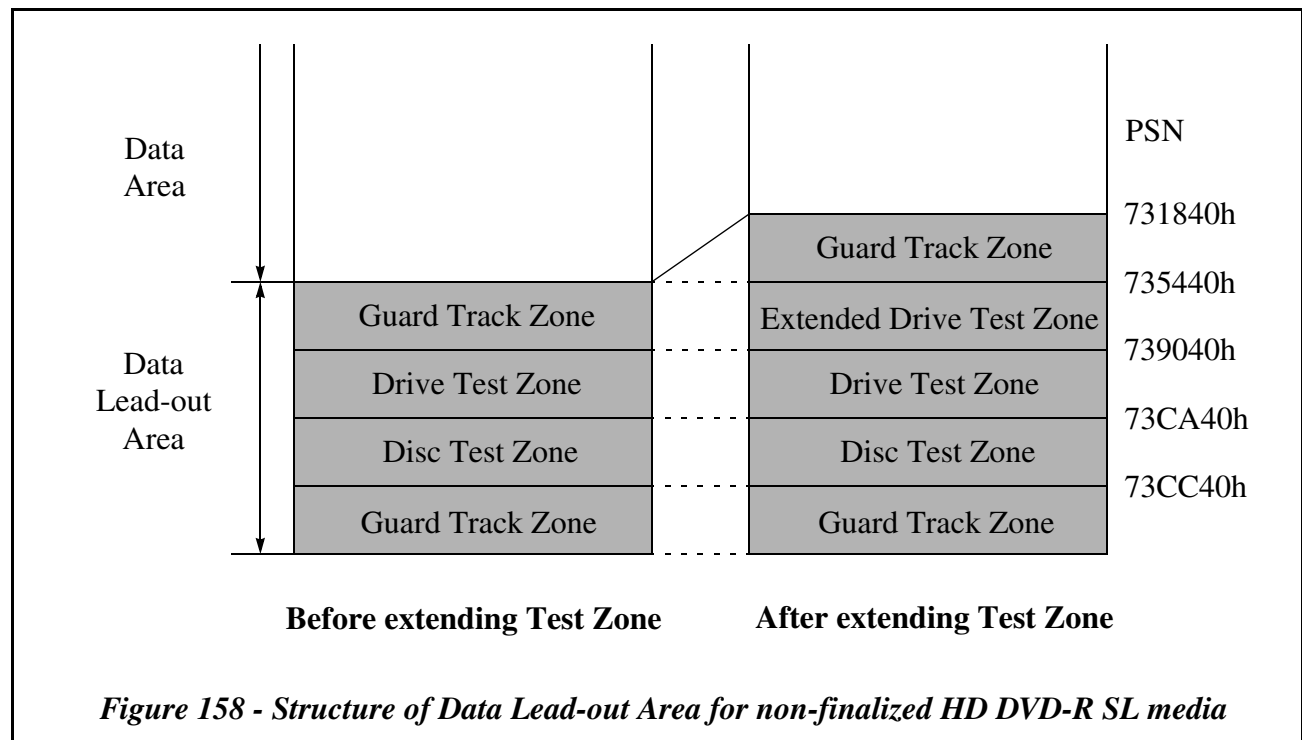 Data
Area
PSN
731840h
Guard Track Zone
735440h
Guard Track Zone
Extended Drive Test Zone
739040h
Data
Lead-out
Area
Drive Test Zone
Drive Test Zone
73CA40h
Disc Test Zone
Disc Test Zone
73CC40h
Guard Track Zone
Guard Track Zone
Before extending Test Zone
After extending Test Zone
Figure 158 - Structure of Data Lead-out Area for non-finalized HD DVD-R SL media